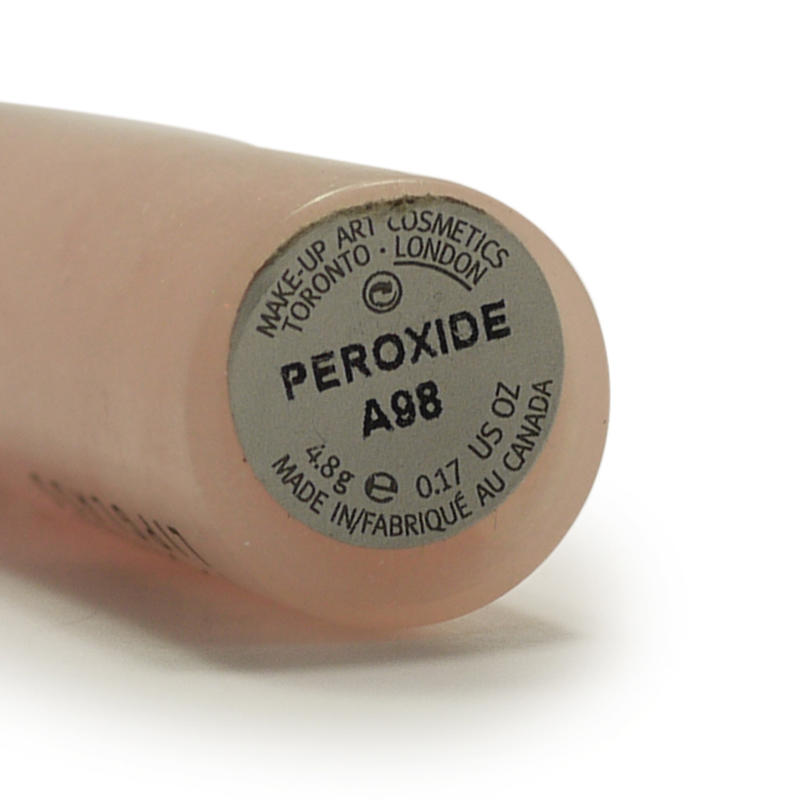 MAKE-UP ART COSMETICS
TORONTO · LONDON
PEROXIDE
A98
4.8g e 0.17 US OZ
MADE IN/FABRIQUÉ AU CANADA